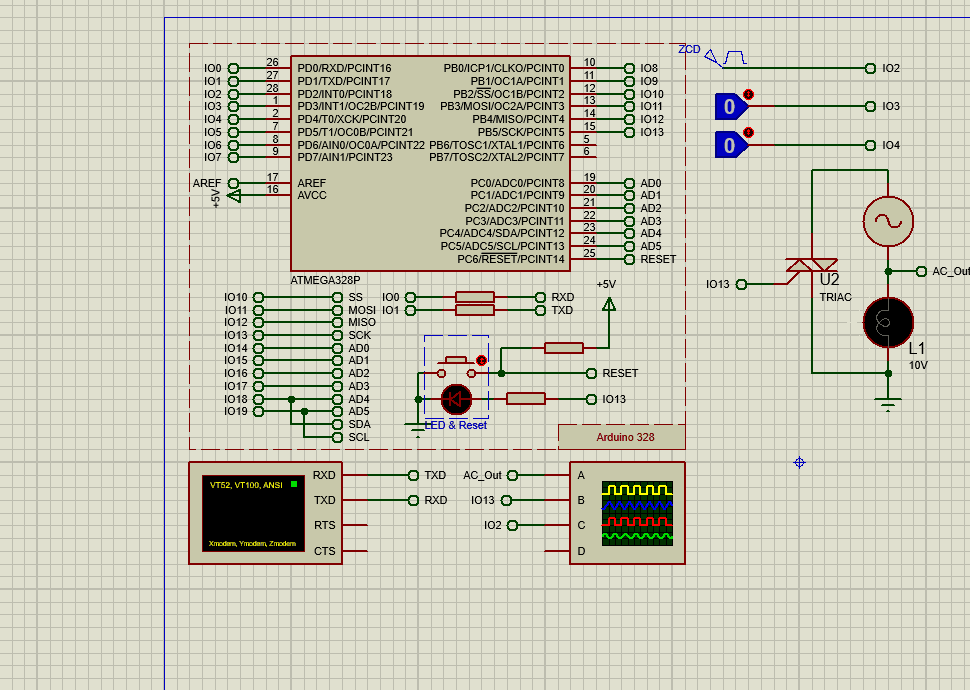 ZCD
IO0 26 PD0/RXD/PCINT16 PB0/ICP1/CLKO/PCINT0 10 IO8 IO2
IO1 27 PD1/TXD/PCINT17 PB1/OC1A/PCINT1 11 IO9
IO2 28 PD2/INT0/PCINT18 PB2/SS/OC1B/PCINT2 12 IO10
IO3 1 PD3/INT1/OC2B/PCINT19 PB3/MOSI/OC2A/PCINT3 13 IO11 0 IO3
IO4 2 PD4/T0/XCK/PCINT20 PB4/MISO/PCINT4 14 IO12
IO5 7 PD5/T1/OC0B/PCINT21 PB5/SCK/PCINT5 15 IO13
IO6 8 PD6/AIN0/OC0A/PCINT22 PB6/TOSC1/XTAL1/PCINT6 5 0 IO4
IO7 9 PD7/AIN1/PCINT23 PB7/TOSC2/XTAL2/PCINT7 6
AREF 17 AREF PC0/ADC0/PCINT8 19 AD0
+5V 16 AVCC PC1/ADC1/PCINT9 20 AD1
PC2/ADC2/PCINT10 21 AD2
PC3/ADC3/PCINT11 22 AD3
PC4/ADC4/SDA/PCINT12 23 AD4
PC5/ADC5/SCL/PCINT13 24 AD5
PC6/RESET/PCINT14 25 RESET
AC_Out
ATMEGA328P +5V IO13 U2
TRIAC
IO10 SS IO0 RXD
IO11 MOSI IO1 TXD
IO12 MISO
IO13 SCK
IO14 AD0 L1
IO15 AD1 10V
IO16 AD2 RESET
IO17 AD3
IO18 AD4 IO13
IO19 AD5
SDA LED & Reset
SCL Arduino 328
RXD TXD AC_Out A
VT52, VT100, ANSI
TXD RXD IO13 B
RTS IO2 C
Xmodem, Ymodem, Zmodem
CTS D